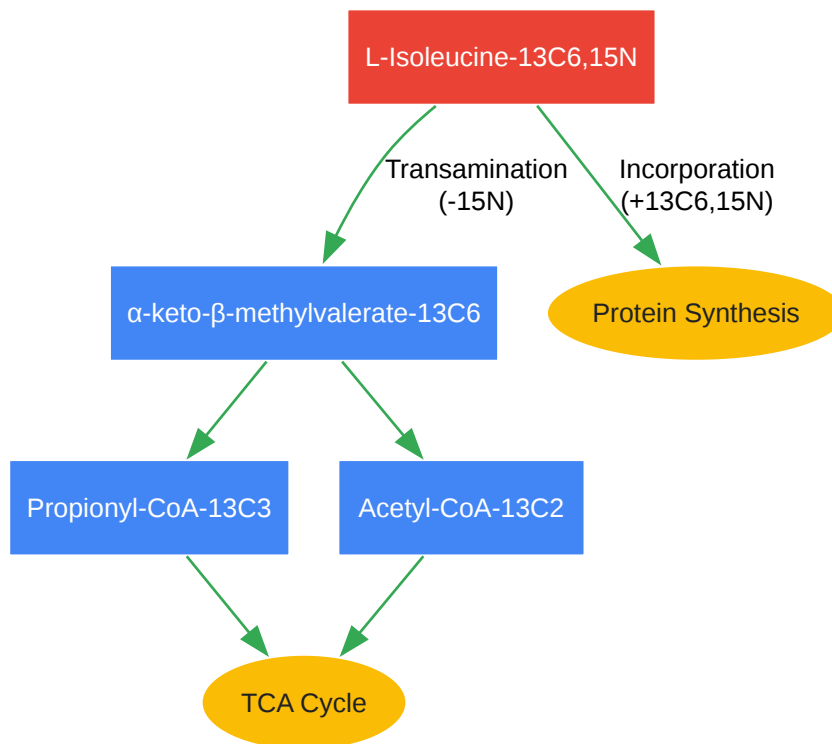 L-Isoleucine-13C6,15N
Transamination
(-15N)
Incorporation
(+13C6,15N)
α-keto-β-methylvalerate-13C6
Protein Synthesis
Propionyl-CoA-13C3
Acetyl-CoA-13C2
TCA Cycle